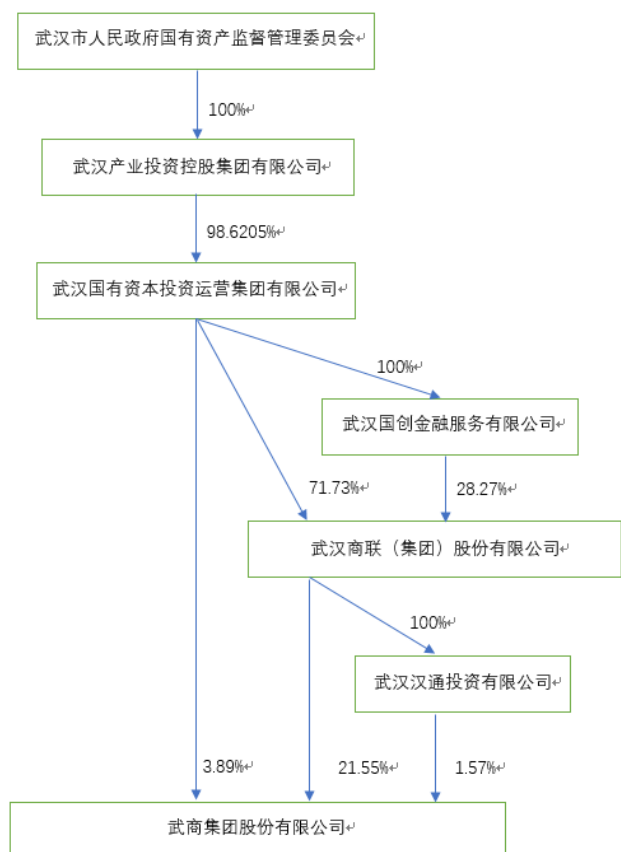 武汉市人民政府国有资产监督管理委员会
100%
武汉产业投资控股集团有限公司
98.6205%
武汉国有资本投资运营集团有限公司
100%
武汉国创金融服务有限公司
71.73%
28.27%
武汉商联（集团）股份有限公司
100%
武汉汉通投资有限公司
3.89%
21.55%
1.57%
武商集团股份有限公司